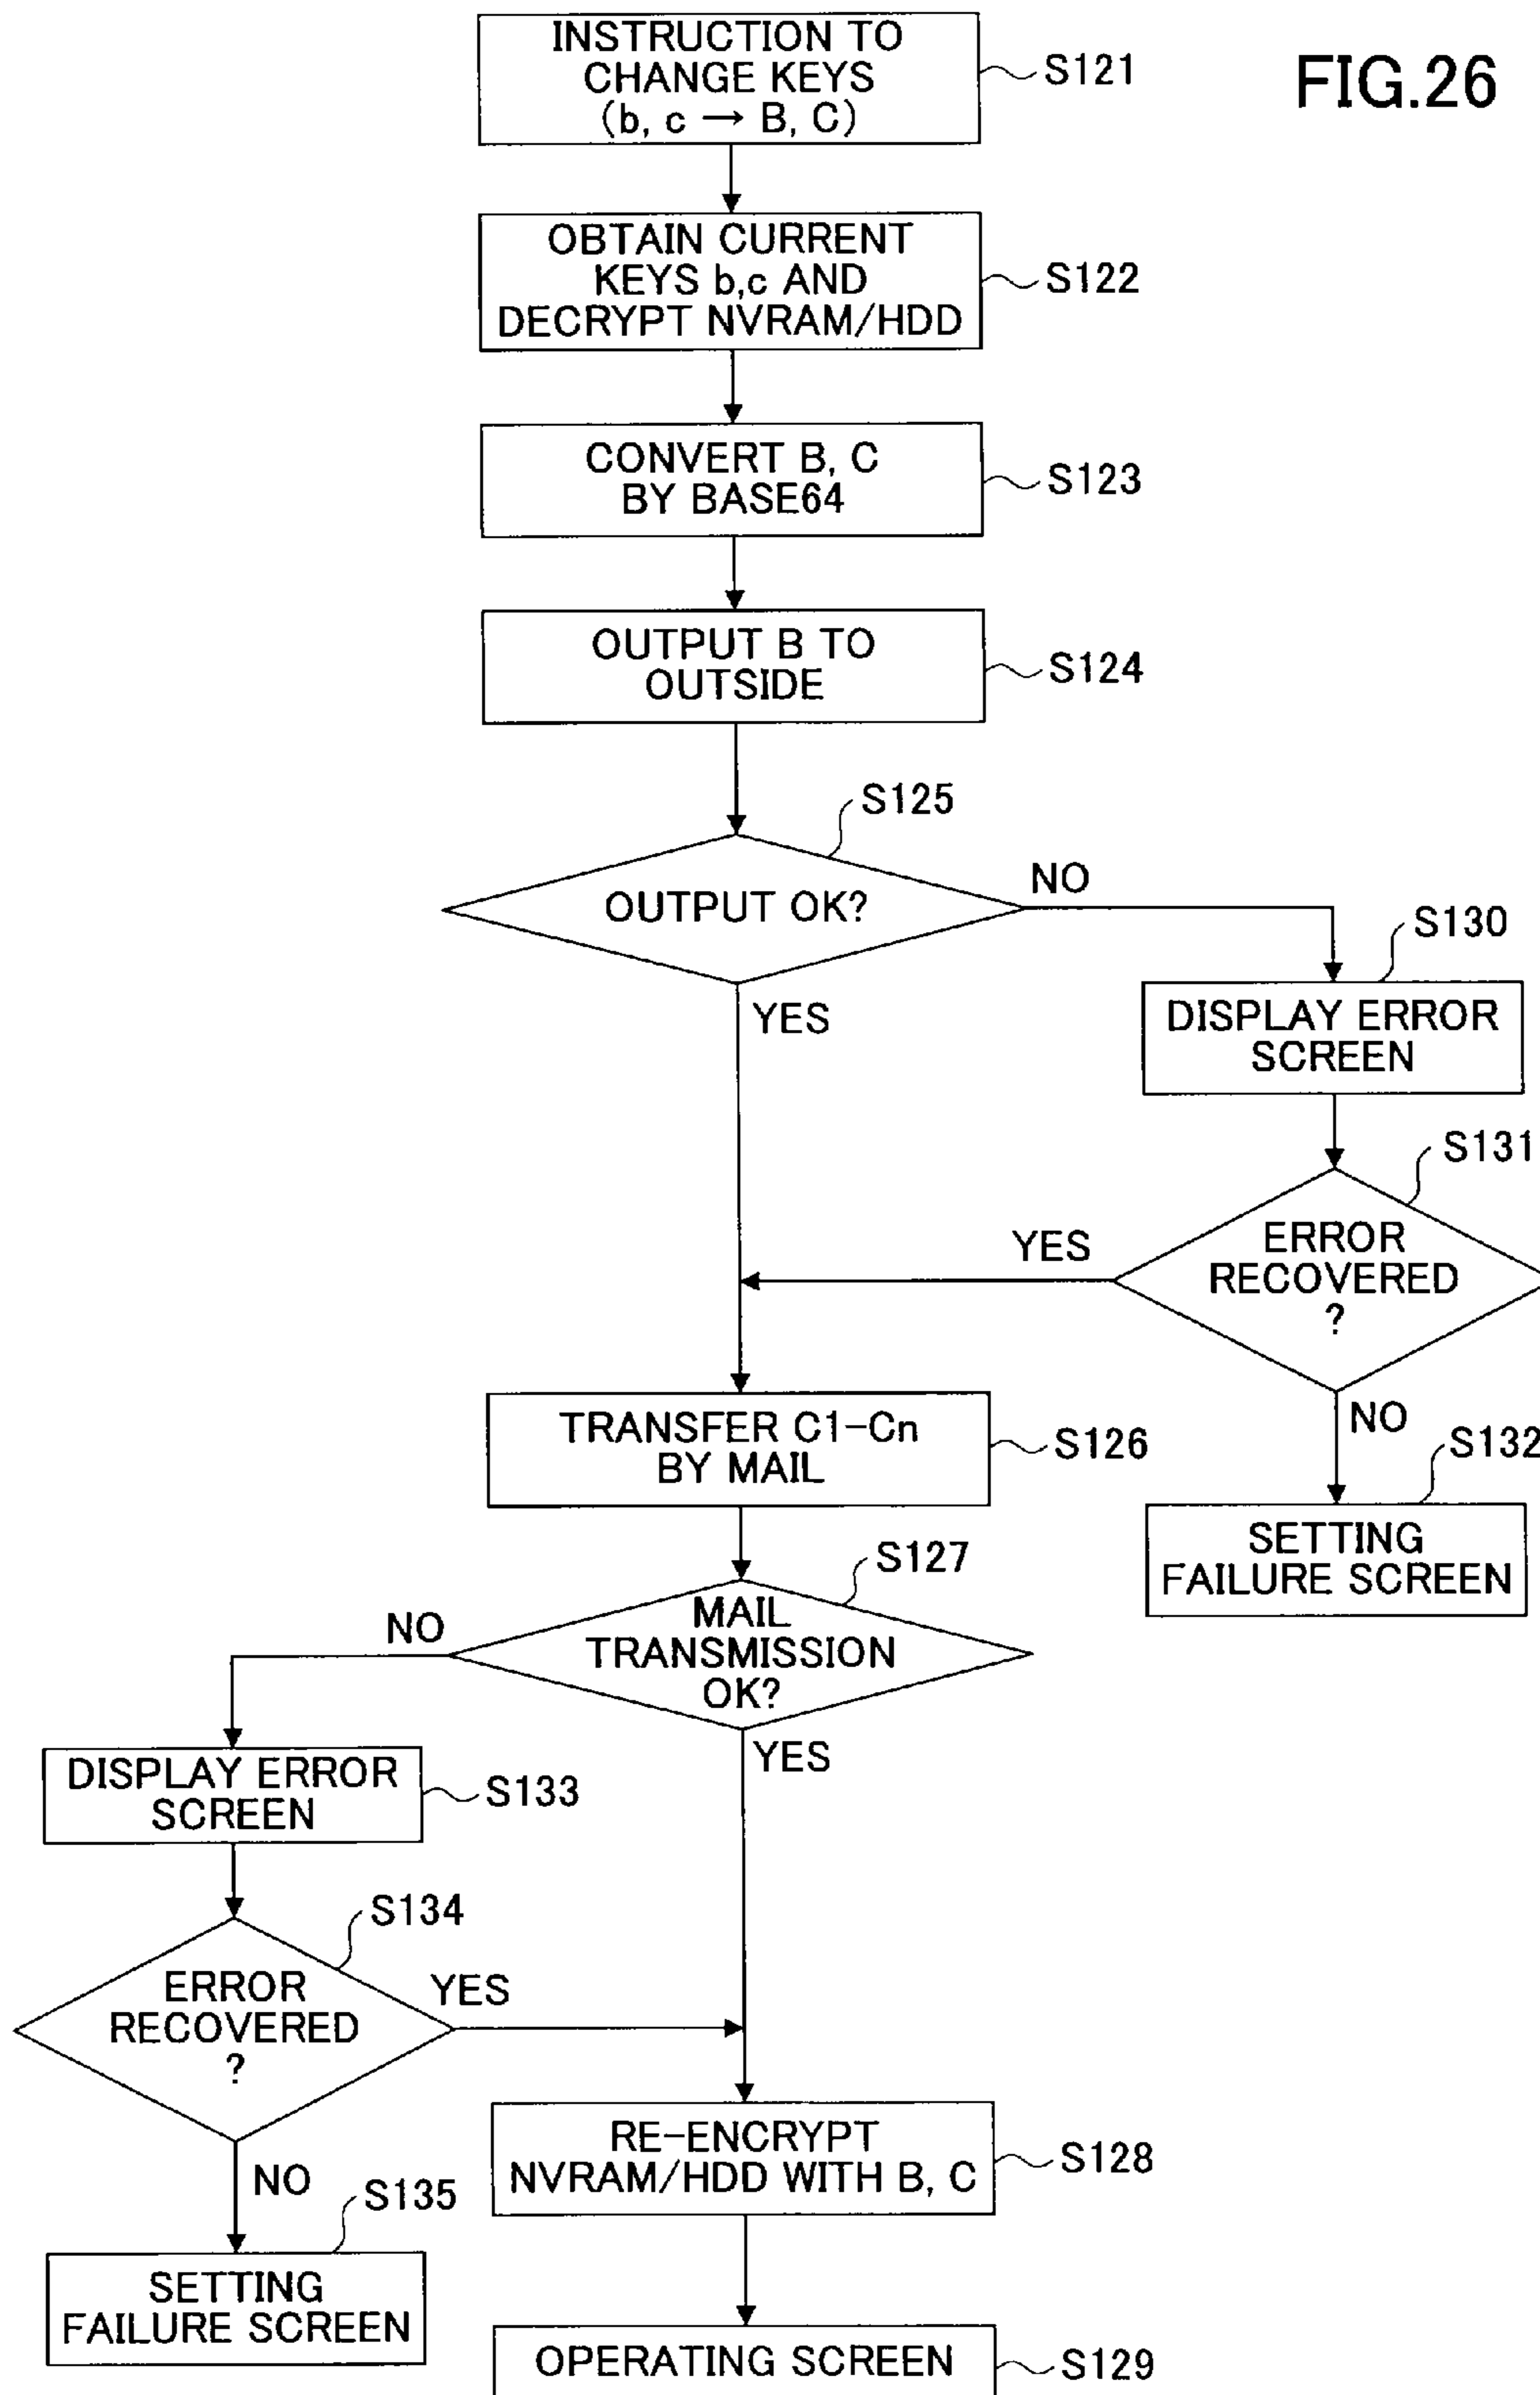 FIG.26
INSTRUCTION TO
CHANGE KEYS
(b, c → B, C)
S121
OBTAIN CURRENT
KEYS b,c AND
DECRYPT NVRAM/HDD
S122
CONVERT B, C
BY BASE64
S123
OUTPUT B TO
OUTSIDE
S124
S125
OUTPUT OK?
NO
YES
S130
DISPLAY ERROR
SCREEN
S131
ERROR
RECOVERED
?
YES
NO
S132
SETTING
FAILURE SCREEN
TRANSFER C1-Cn
BY MAIL
S126
S127
MAIL
TRANSMISSION
OK?
NO
YES
DISPLAY ERROR
SCREEN
S133
S134
ERROR
RECOVERED
?
YES
NO
S135
SETTING
FAILURE SCREEN
RE-ENCRYPT
NVRAM/HDD WITH B, C
S128
OPERATING SCREEN
S129